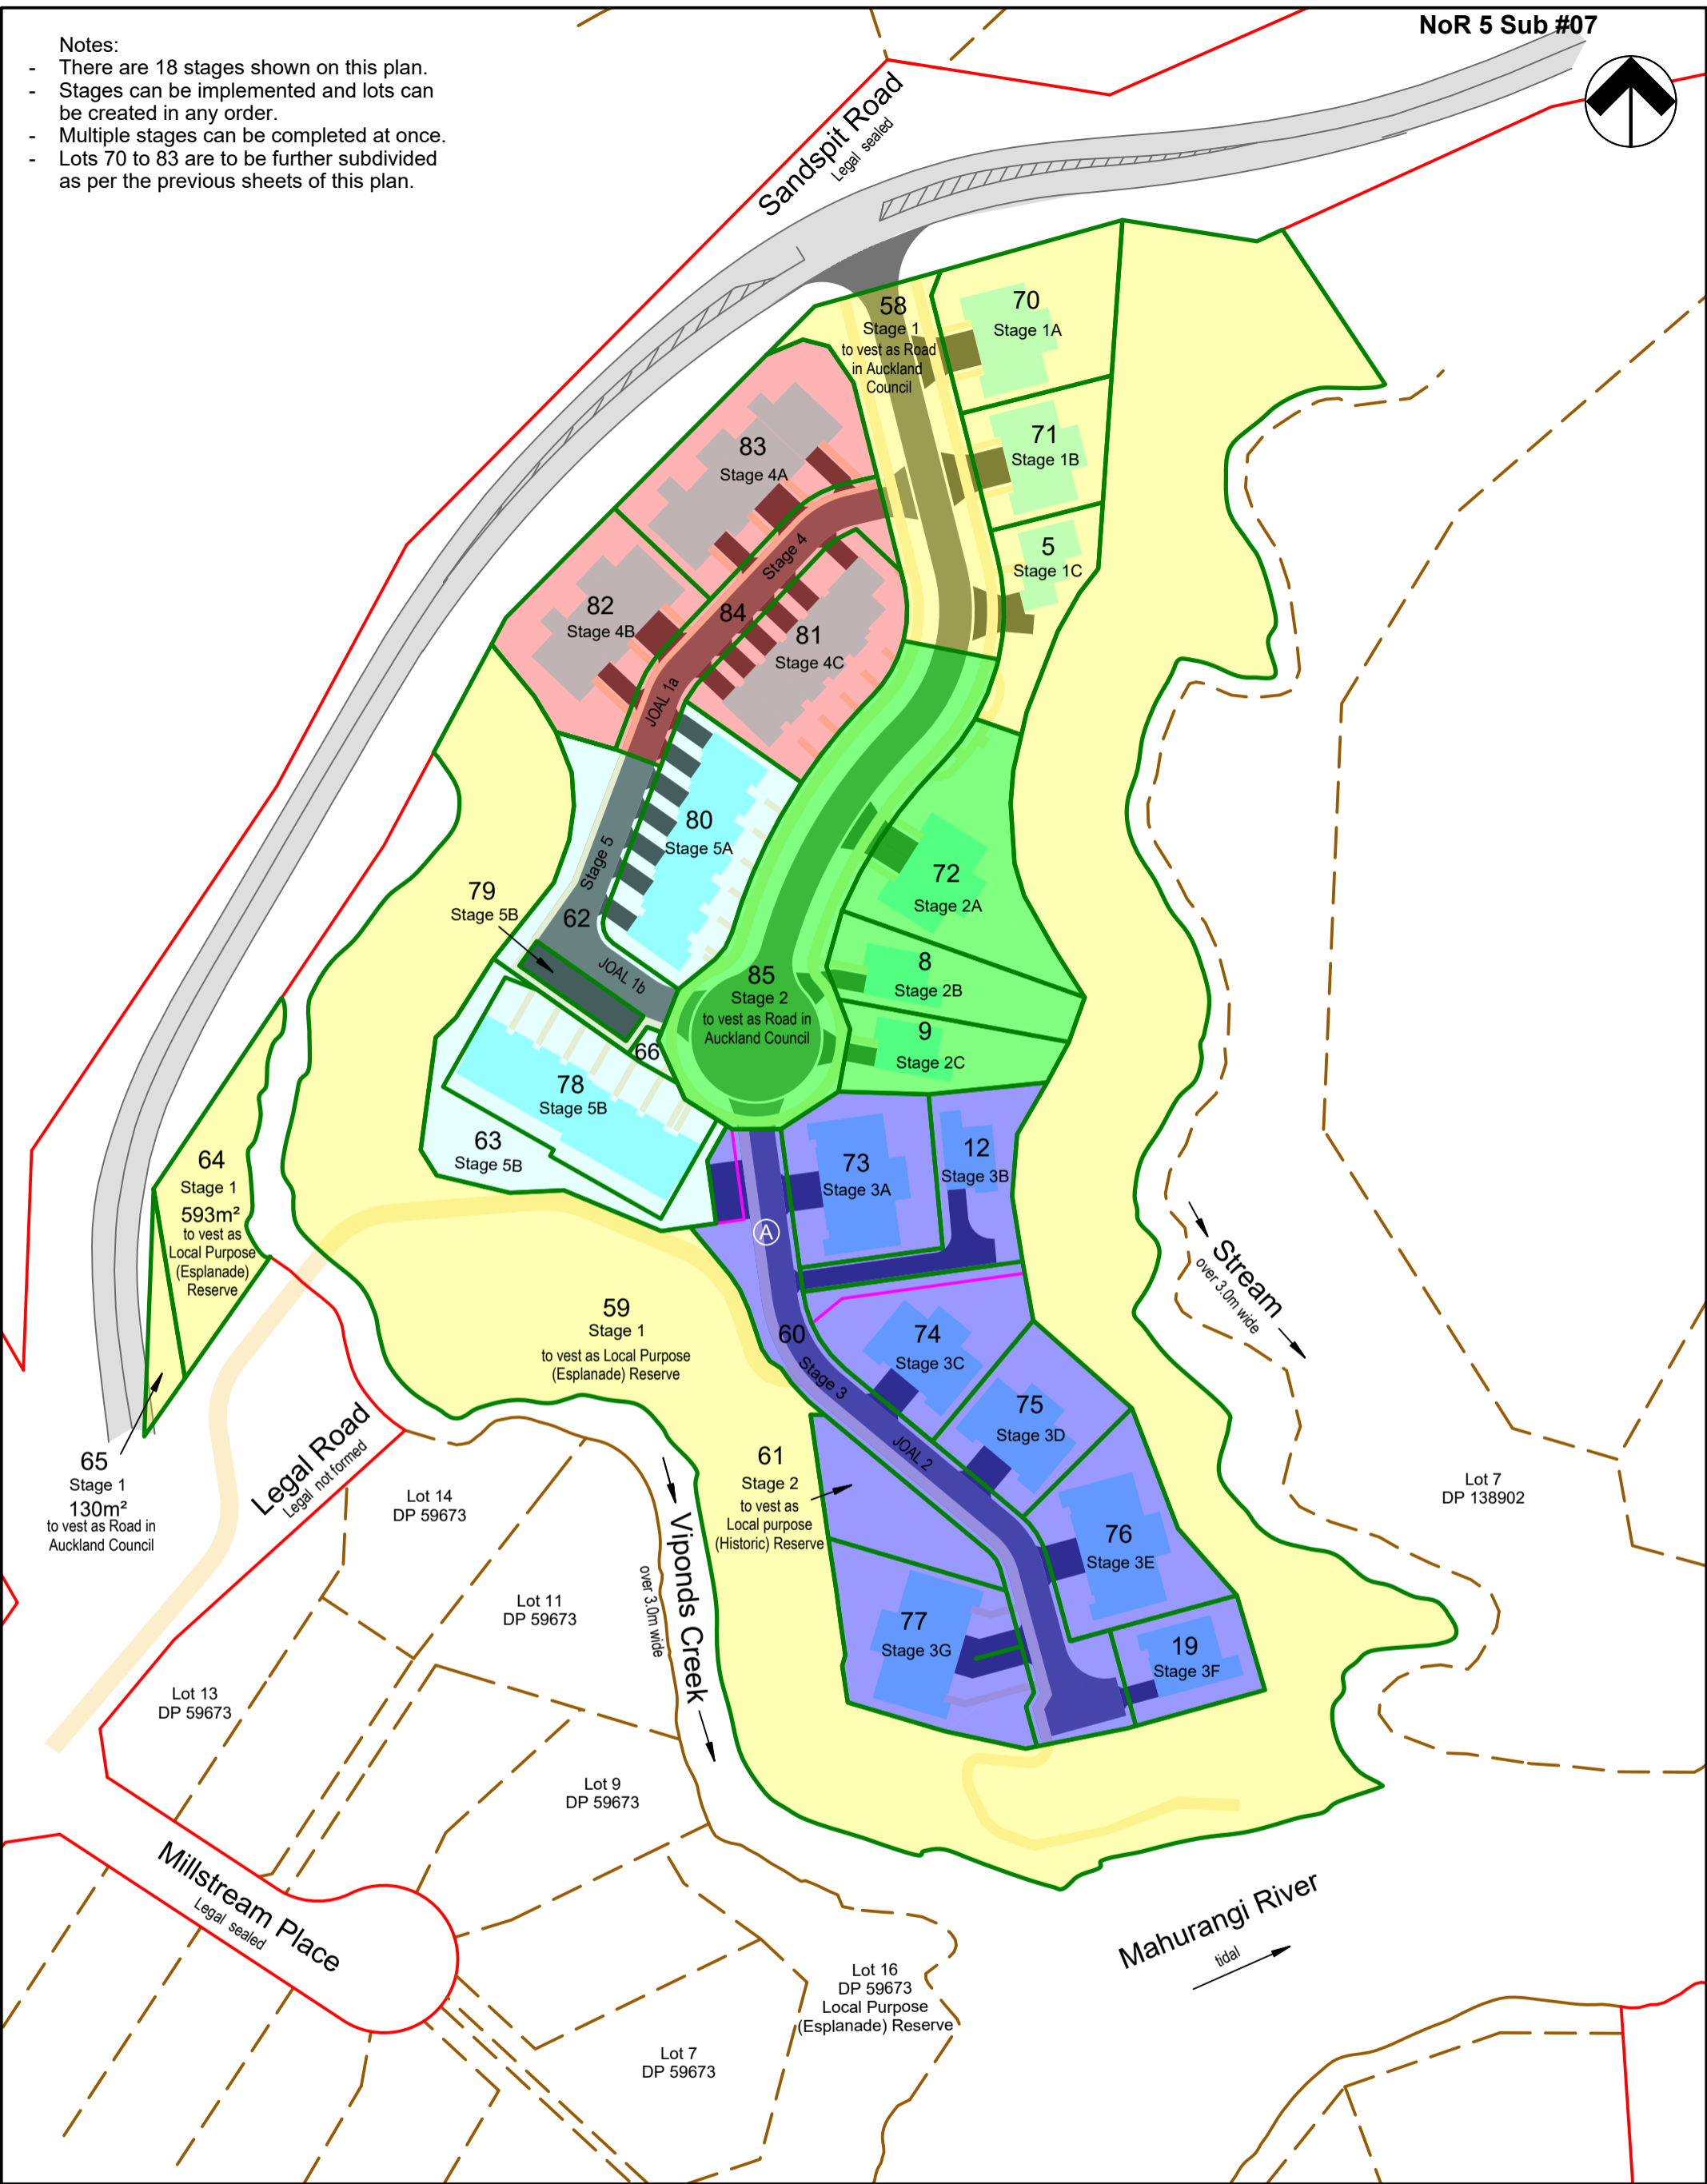 NoR 5 Sub #07
Notes:
- There are 18 stages shown on this plan.
- Stages can be implemented and lots can
be created in any order.
- Multiple stages can be completed at once.
- Lots 70 to 83 are to be further subdivided
as per the previous sheets of this plan.
Sandspit Road
Legal sealed
58
Stage 1
to vest as Road
in Auckland
Council
70
Stage 1A
71
Stage 1B
5
Stage 1C
83
Stage 4A
Stage 4
82
Stage 4B
84
81
Stage 4C
JOAL 1a
80
Stage 5A
Stage 5
79
Stage 5B
62
JOAL 1b
72
Stage 2A
8
Stage 2B
9
Stage 2C
85
Stage 2
to vest as Road in
Auckland Council
66
78
Stage 5B
63
Stage 5B
73
Stage 3A
12
Stage 3B
A
64
Stage 1
593m²
to vest as
Local Purpose
(Esplanade)
Reserve
59
Stage 1
to vest as Local Purpose
(Esplanade) Reserve
60
Stage 3
74
Stage 3C
75
Stage 3D
JOAL 2
Stream
over 3.0m wide
65
Stage 1
130m²
to vest as Road in
Auckland Council
Legal Road
Legal not formed
61
Stage 2
to vest as
Local purpose
(Historic) Reserve
76
Stage 3E
77
Stage 3G
19
Stage 3F
Lot 7
DP 138902
Lot 14
DP 59673
Lot 11
DP 59673
Viponds Creek
over 3.0m wide
Lot 13
DP 59673
Lot 9
DP 59673
Millstream Place
Legal sealed
Mahurangi River
tidal
Lot 16
DP 59673
Local Purpose
(Esplanade) Reserve
Lot 7
DP 59673